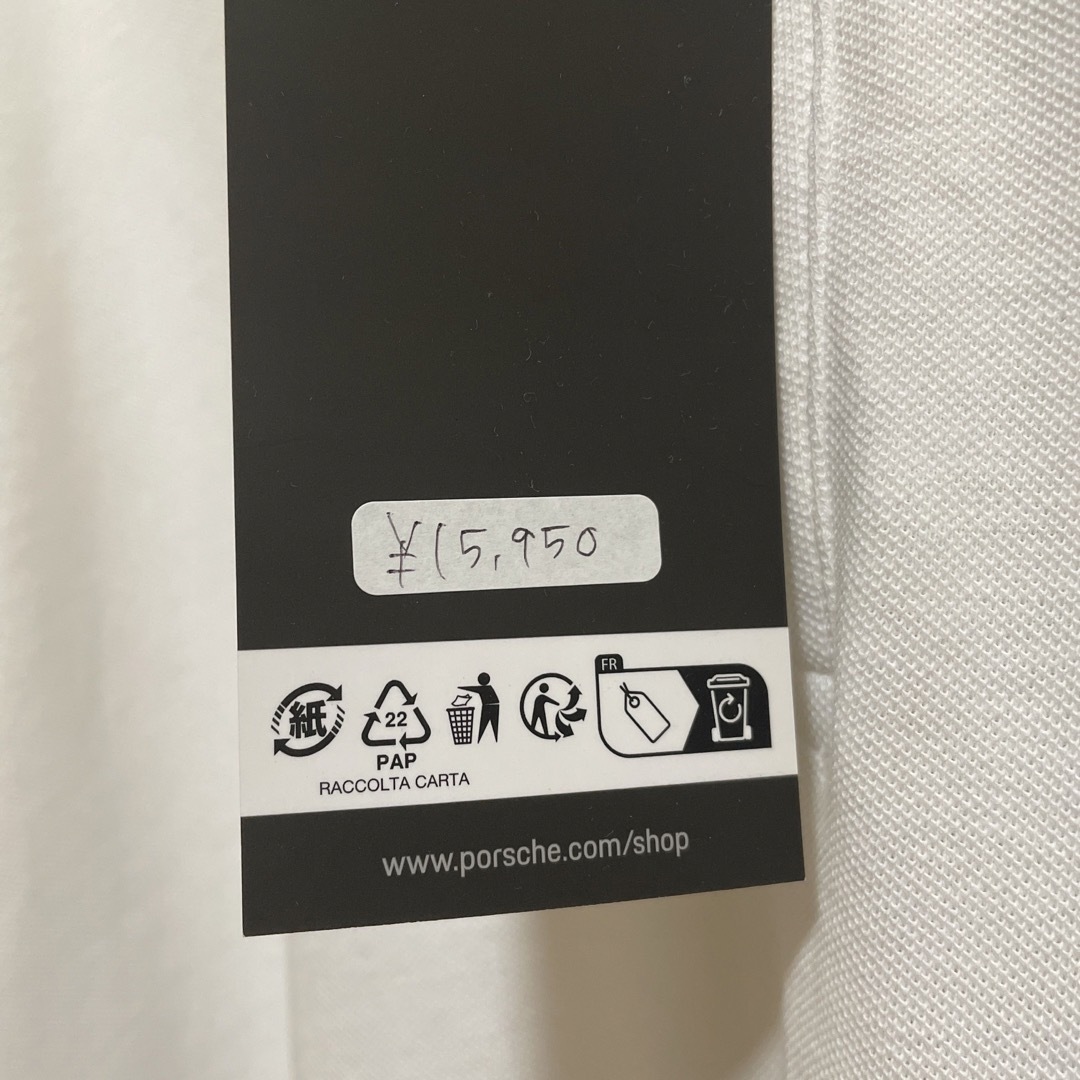 ¥15,950
FR
紙
22
PAP
RACCOLTA CARTA
www.porsche.com/shop